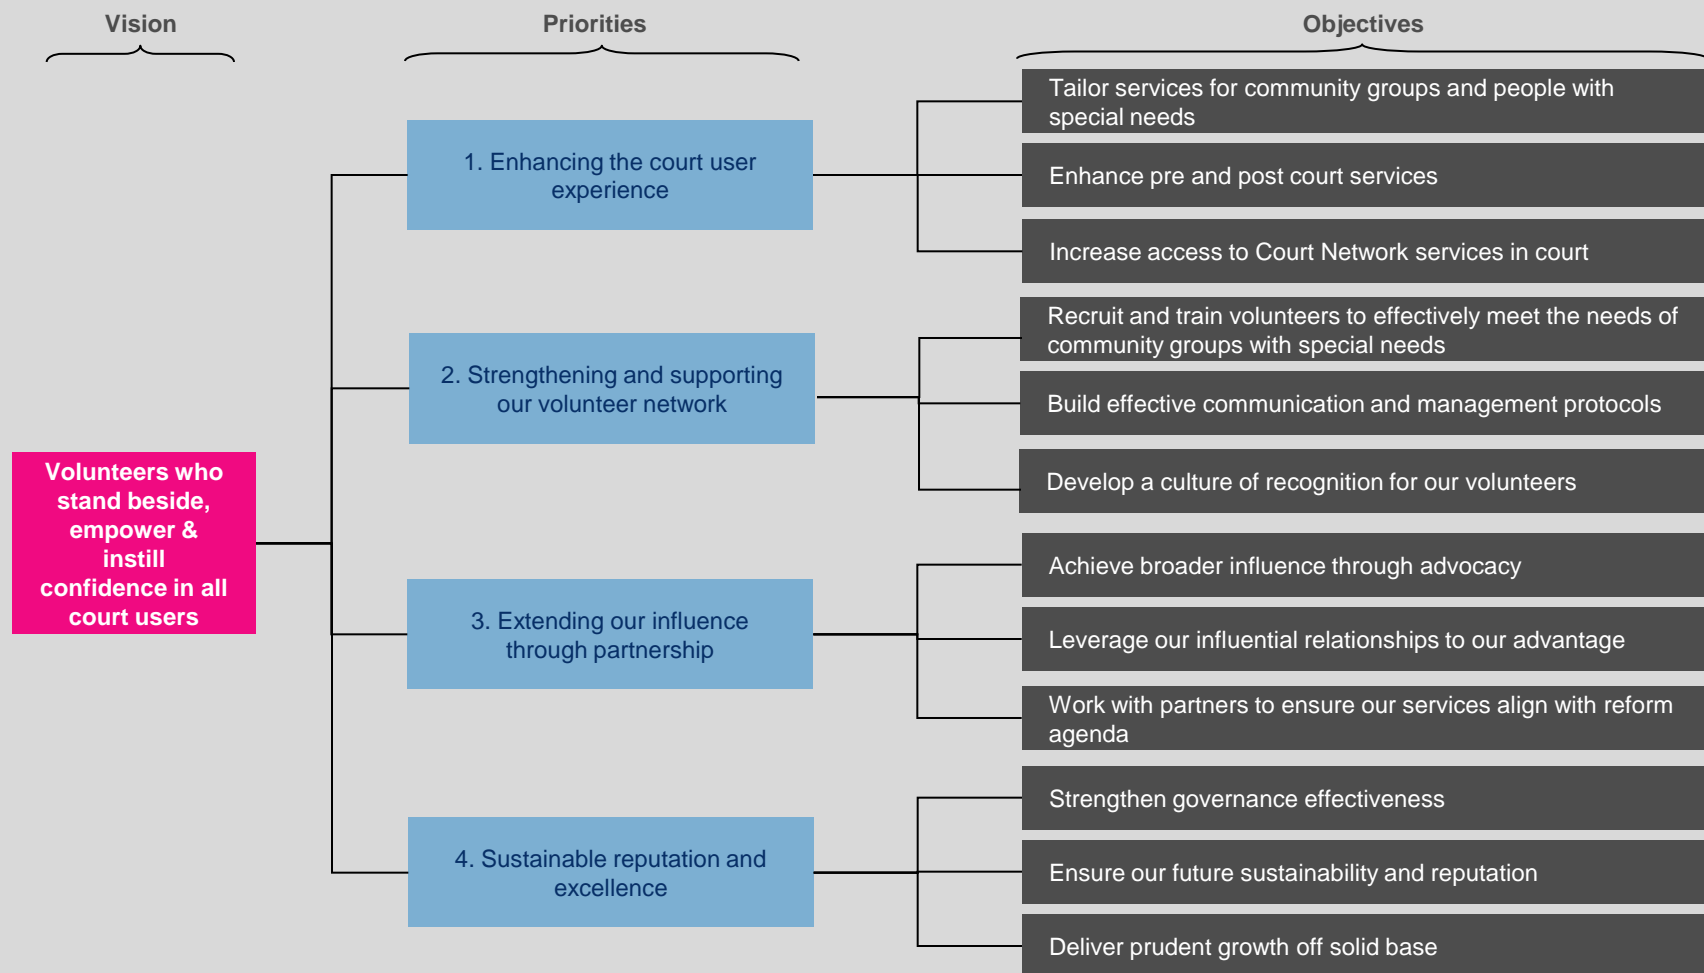 Vision
Priorities
Objectives
Volunteers who
stand beside,
empower &
instill
confidence in all
court users
1. Enhancing the court user
experience
Tailor services for community groups and people with
special needs
Enhance pre and post court services
Increase access to Court Network services in court
2. Strengthening and supporting
our volunteer network
Recruit and train volunteers to effectively meet the needs of
community groups with special needs
Build effective communication and management protocols
Develop a culture of recognition for our volunteers
3. Extending our influence
through partnership
Achieve broader influence through advocacy
Leverage our influential relationships to our advantage
Work with partners to ensure our services align with reform
agenda
4. Sustainable reputation and
excellence
Strengthen governance effectiveness
Ensure our future sustainability and reputation
Deliver prudent growth off solid base